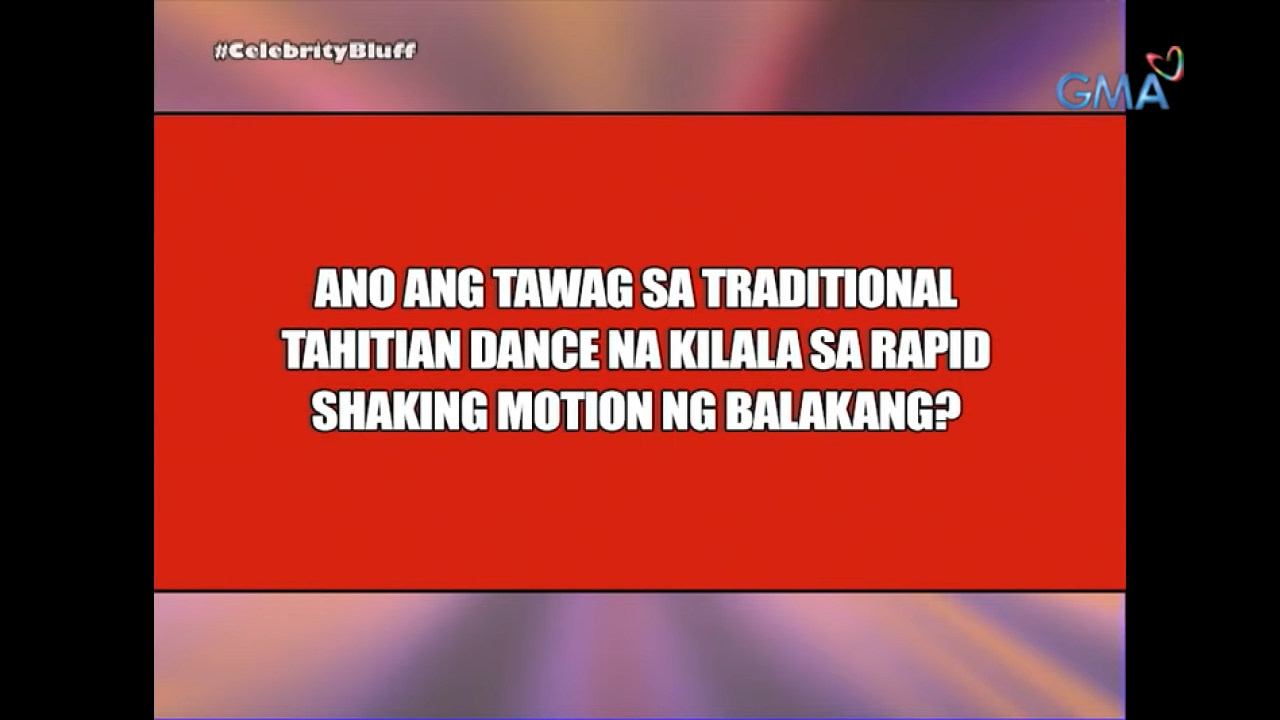 #CelebrityBluff
GMA
ANO ANG TAWAG SA TRADITIONAL
TAHITIAN DANCE NA KILALA SA RAPID
SHAKING MOTION NG BALAKANG?